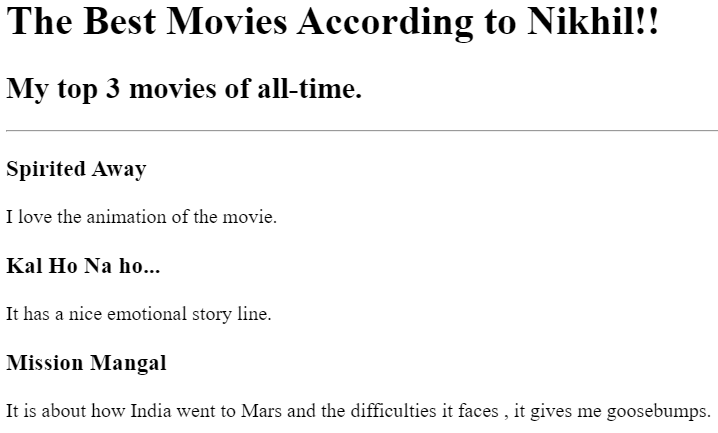 The Best Movies According to Nikhil!!
My top 3 movies of all-time.
Spirited Away
I love the animation of the movie.
Kal Ho Na ho...
It has a nice emotional story line.
Mission Mangal
It is about how India went to Mars and the difficulties it faces , it gives me goosebumps.